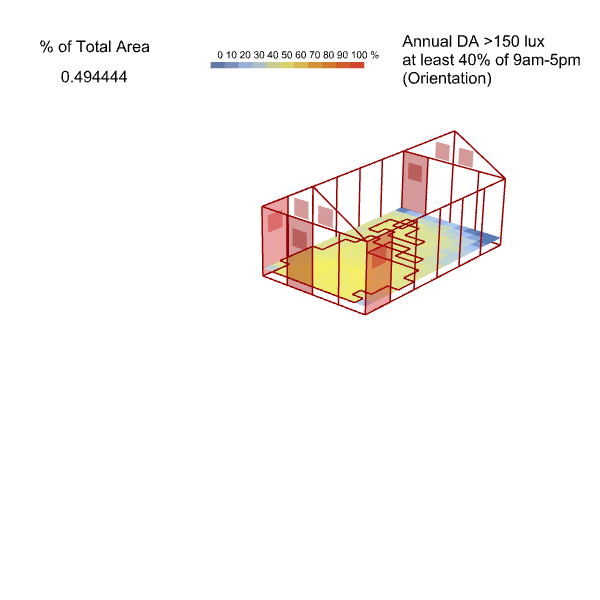 % of Total Area
0.494444
0 10 20 30 40 50 60 70 80 90 100 %
Annual DA >150 lux
at least 40% of 9am-5pm
(Orientation)